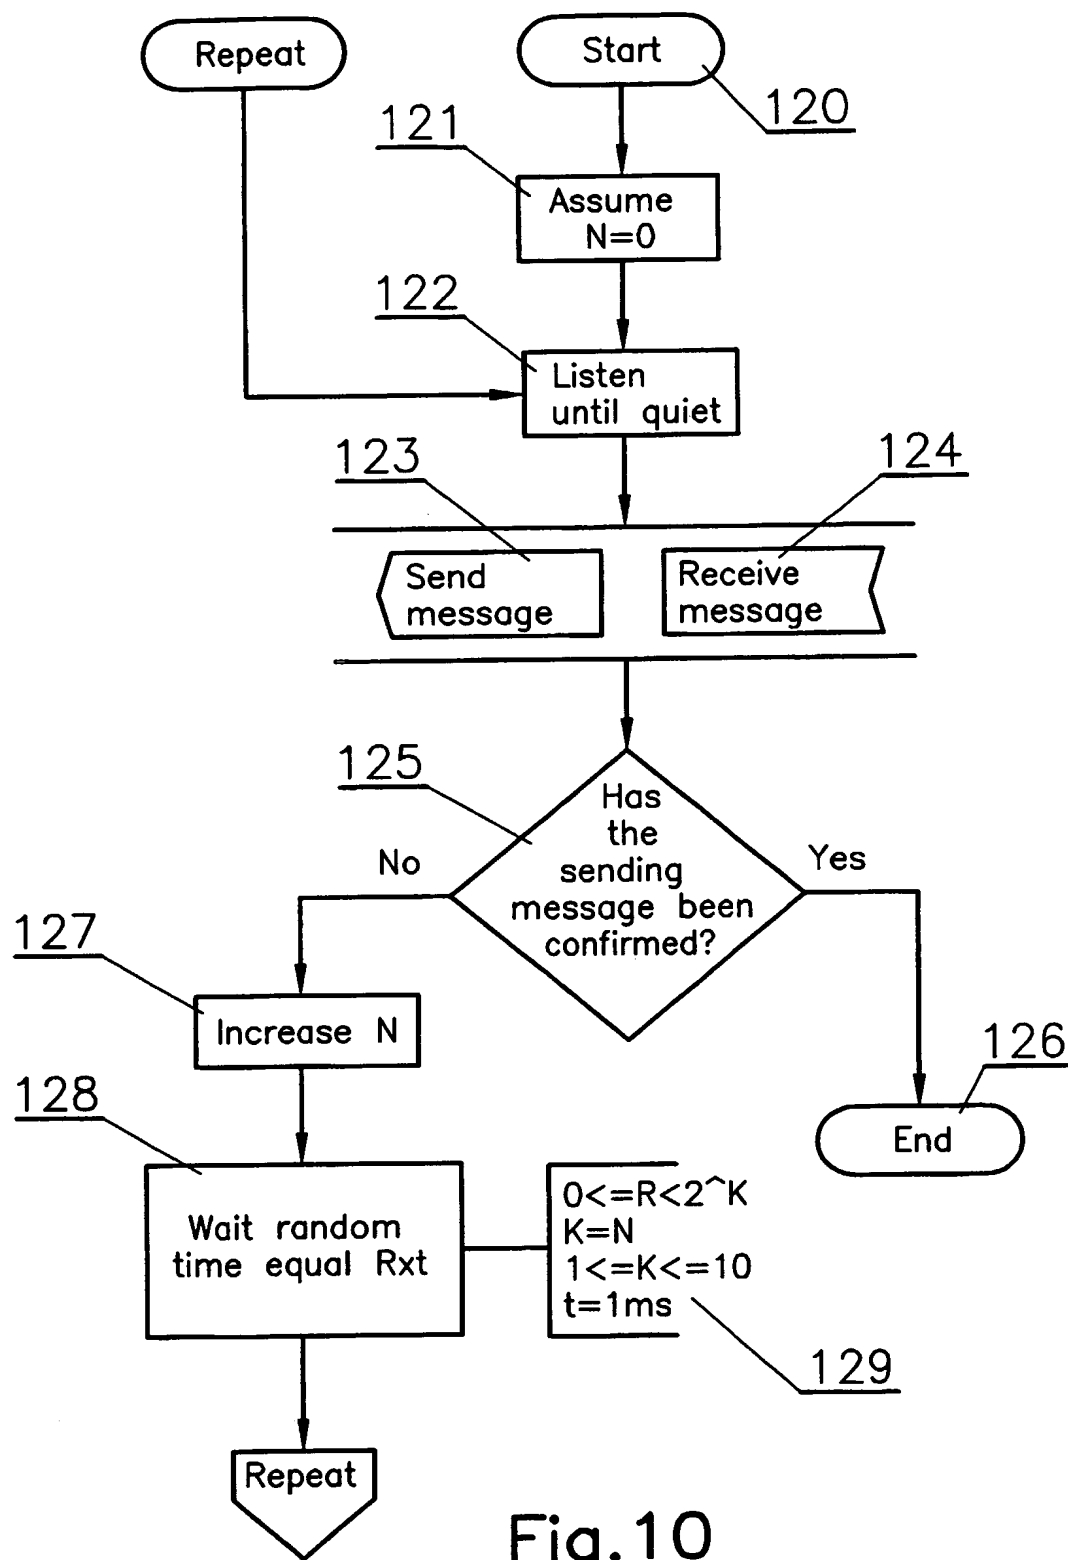 Repeat
Start
120
121
Assume
N=0
122
Listen
until quiet
123
124
Send
message
Receive
message
125
Has
the
sending
message been
confirmed?
No
Yes
127
Increase N
126
End
128
Wait random
time equal Rxt
0<=R<2^K
K=N
1<=K<=10
t=1ms
129
Repeat
Fig.10